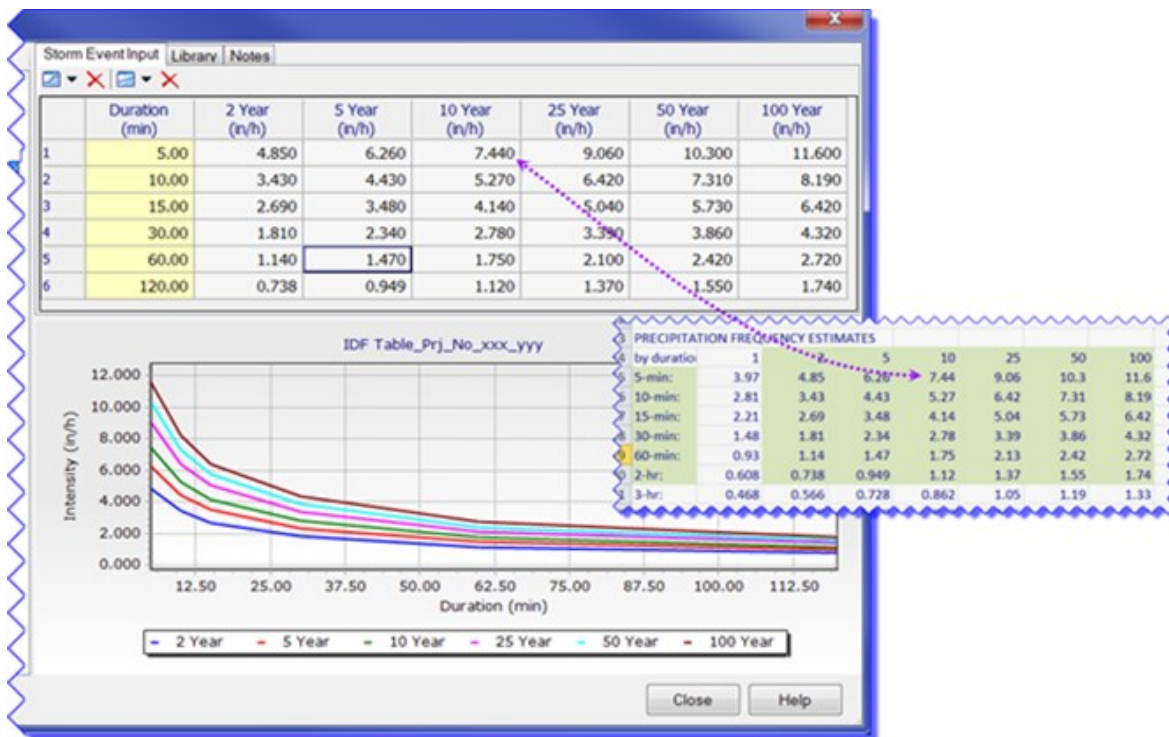 X
Storm Event Input Library Notes
Duration (min) 2 Year (in/h) 5 Year (in/h) 10 Year (in/h) 25 Year (in/h) 50 Year (in/h) 100 Year (in/h)
1 5.00 4.850 6.260 7.440 9.060 10.300 11.600
2 10.00 3.430 4.430 5.270 6.420 7.310 8.190
3 15.00 2.690 3.480 4.140 5.040 5.730 6.420
4 30.00 1.810 2.340 2.780 3.390 3.860 4.320
5 60.00 1.140 1.470 1.750 2.100 2.420 2.720
6 120.00 0.738 0.949 1.120 1.370 1.550 1.740
3 PRECIPITATION FREQUENCY ESTIMATES
4 by duratio 1 2 5 10 25 50 100
5-min: 3.97 4.85 6.26 7.44 9.06 10.3 11.6
10-min: 2.81 3.43 4.43 5.27 6.42 7.31 8.19
15-min: 2.21 2.69 3.48 4.14 5.04 5.73 6.42
30-min: 1.48 1.81 2.34 2.78 3.39 3.86 4.32
9 60-min: 0.93 1.14 1.47 1.75 2.13 2.42 2.72
0 2-hr: 0.608 0.738 0.949 1.12 1.37 1.55 1.74
1 3-hr: 0.468 0.566 0.728 0.862 1.05 1.19 1.33
IDF Table_Prj_No_xxx_yyy
Intensity (in/h)
12.000
10.000
8.000
6.000
4.000
2.000
0.000
12.50 25.00 37.50 50.00 62.50 75.00 87.50 100.00 112.50
Duration (min)
2 Year 5 Year 10 Year 25 Year 50 Year 100 Year
Close Help